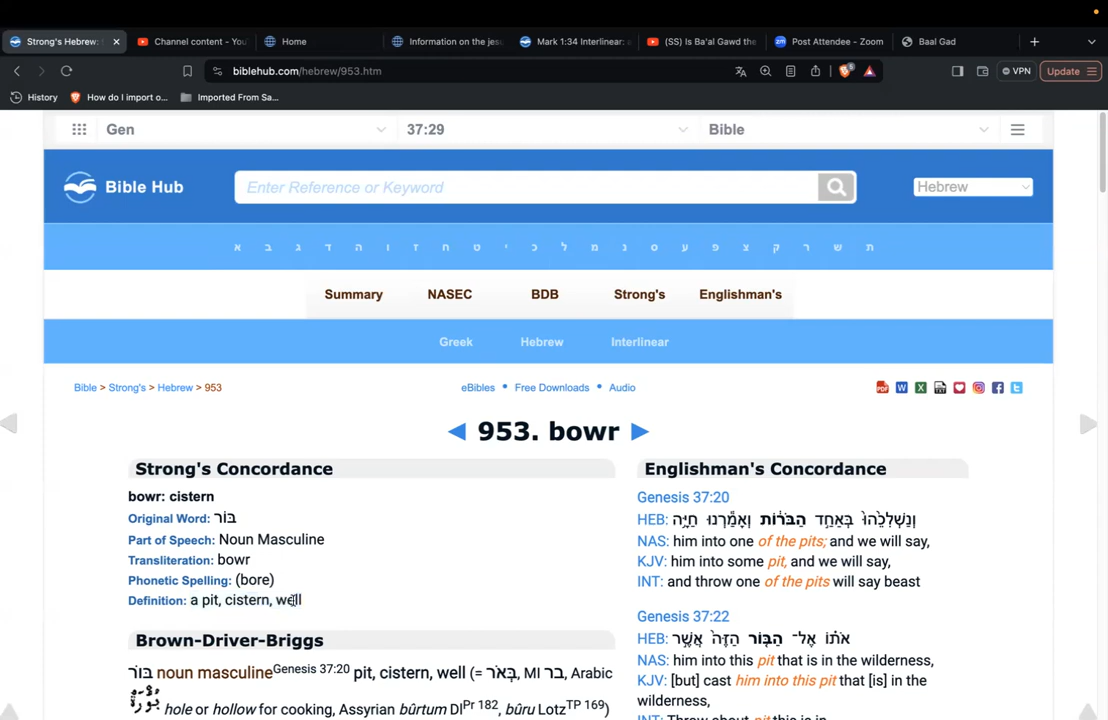 Strong's Hebrew:
Channel content - You
Home
Information on the jesu
Mark 1:34 Interlinear:
(SS) Is Ba'al Gawd the
Post Attendee - Zoom
Baal Gad
biblehub.com/hebrew/953.htm
VPN
Update
History
How do I import o...
Imported From Sa...
Gen
37:29
Bible
Bible Hub
Enter Reference or Keyword
Hebrew
א ב ג ד ה ו ז ח ט י כ ל מ נ ס ע פ צ ק ר ש ת
Summary NASEC BDB Strong's Englishman's
Greek Hebrew Interlinear
Bible > Strong's > Hebrew > 953
eBibles • Free Downloads • Audio
◄ 953. bowr ►
Strong's Concordance
bowr: cistern
Original Word: בּוֹר
Part of Speech: Noun Masculine
Transliteration: bowr
Phonetic Spelling: (bore)
Definition: a pit, cistern, well
Brown-Driver-Briggs
בּוֹר noun masculine Genesis 37:20 pit, cistern, well (= בְּאֹר, MI בר, Arabic
hole or hollow for cooking, Assyrian bûrtum Dl Pr 182, bûru Lotz TP 169)
Englishman's Concordance
Genesis 37:20
HEB: וְנַשְׁלִכֵ֙הוּ֙ בְּאַחַ֣ד הַבֹּר֔וֹת וְאָמַ֕רְנוּ חַיָּ֥ה
NAS: him into one of the pits; and we will say,
KJV: him into some pit, and we will say,
INT: and throw one of the pits will say beast
Genesis 37:22
HEB: אֹת֗וֹ אֶל־ הַבּ֤וֹר הַזֶּה֙ אֲשֶׁ֣ר
NAS: him into this pit that is in the wilderness,
KJV: [but] cast him into this pit that [is] in the
wilderness,